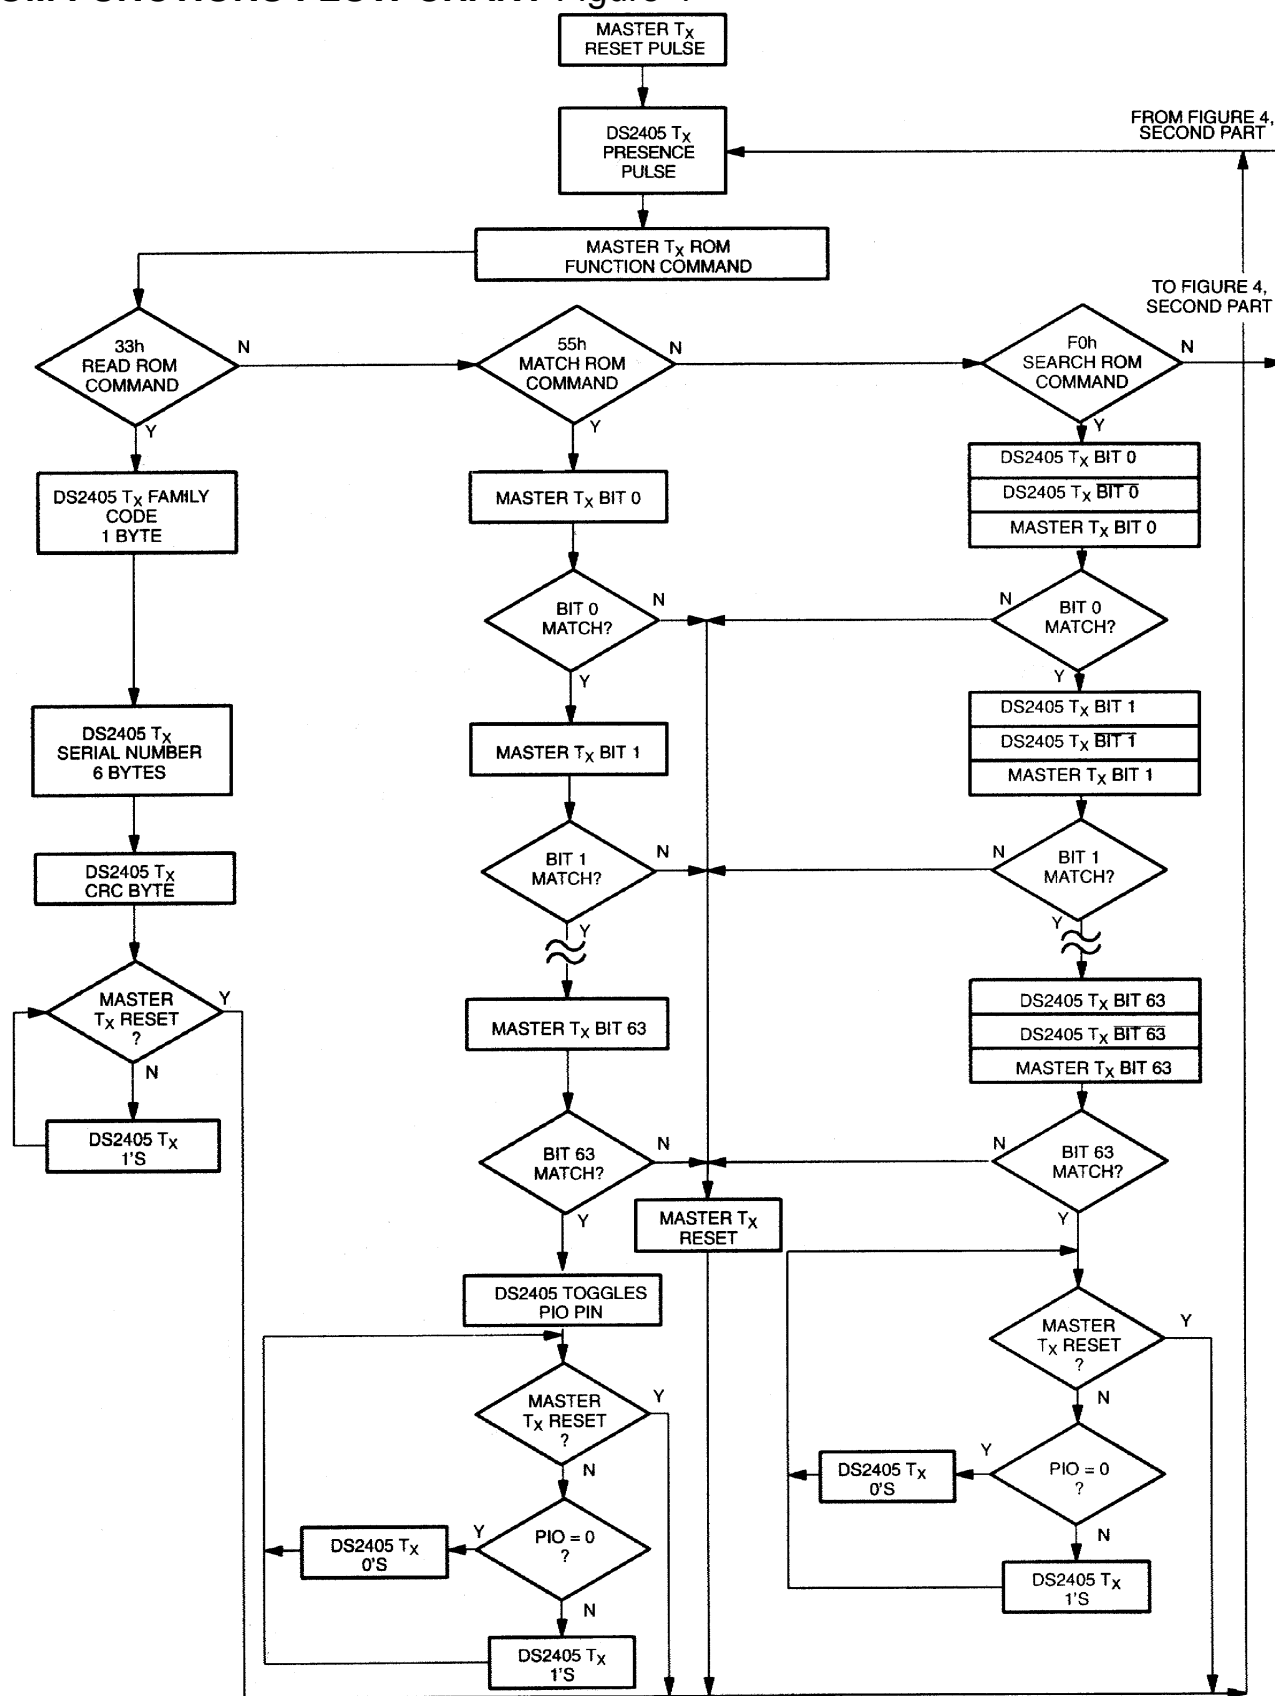 MASTER TX
RESET PULSE
DS2405 TX
PRESENCE
PULSE
FROM FIGURE 4,
SECOND PART
MASTER TX ROM
FUNCTION COMMAND
TO FIGURE 4,
SECOND PART
33h
READ ROM
COMMAND
N
Y
55h
MATCH ROM
COMMAND
N
Y
F0h
SEARCH ROM
COMMAND
N
Y
DS2405 TX FAMILY
CODE
1 BYTE
DS2405 TX
SERIAL NUMBER
6 BYTES
DS2405 TX
CRC BYTE
MASTER
TX RESET
?
Y
N
DS2405 TX
1'S
MASTER TX BIT 0
BIT 0
MATCH?
N
Y
MASTER TX BIT 1
BIT 1
MATCH?
N
Y
MASTER TX BIT 63
BIT 63
MATCH?
N
Y
MASTER TX
RESET
DS2405 TOGGLES
PIO PIN
MASTER
TX RESET
?
Y
N
PIO = 0
?
Y
N
DS2405 TX
0'S
DS2405 TX
1'S
DS2405 TX BIT 0
DS2405 TX BIT 0
MASTER TX BIT 0
BIT 0
MATCH?
N
Y
DS2405 TX BIT 1
DS2405 TX BIT 1
MASTER TX BIT 1
BIT 1
MATCH?
N
Y
DS2405 TX BIT 63
DS2405 TX BIT 63
MASTER TX BIT 63
BIT 63
MATCH?
N
Y
MASTER
TX RESET
?
Y
N
PIO = 0
?
Y
N
DS2405 TX
0'S
DS2405 TX
1'S